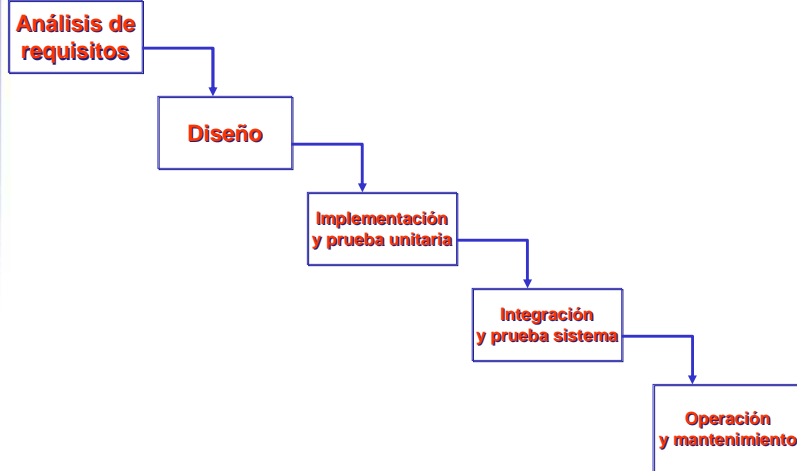 Análisis de
requisitos
Diseño
Implementación
y prueba unitaria
Integración
y prueba sistema
Operación
y mantenimiento